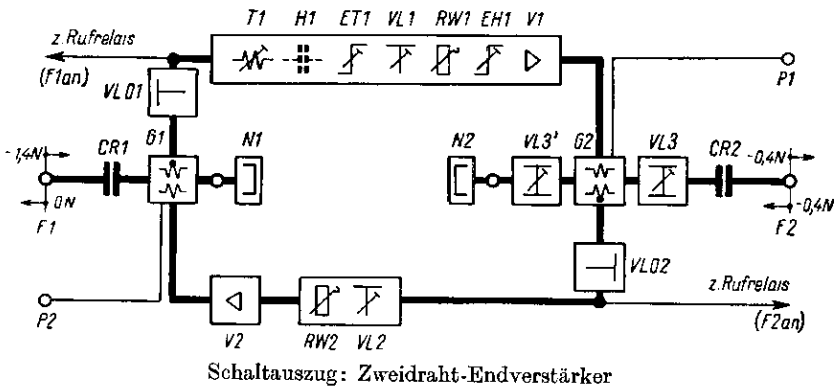 T1 H1 ET1 VL1 RW1 EH1 V1
z. Rufrelais
(F1an)
P1
VL01
G1 N1 N2 VL3' G2 VL3
CR1 CR2
-1,4N -0,4N
0N -0,4N
F1 F2
VL02
P2
z. Rufrelais
(F2an)
V2 RW2 VL2
Schaltauszug: Zweidraht-Endverstärker